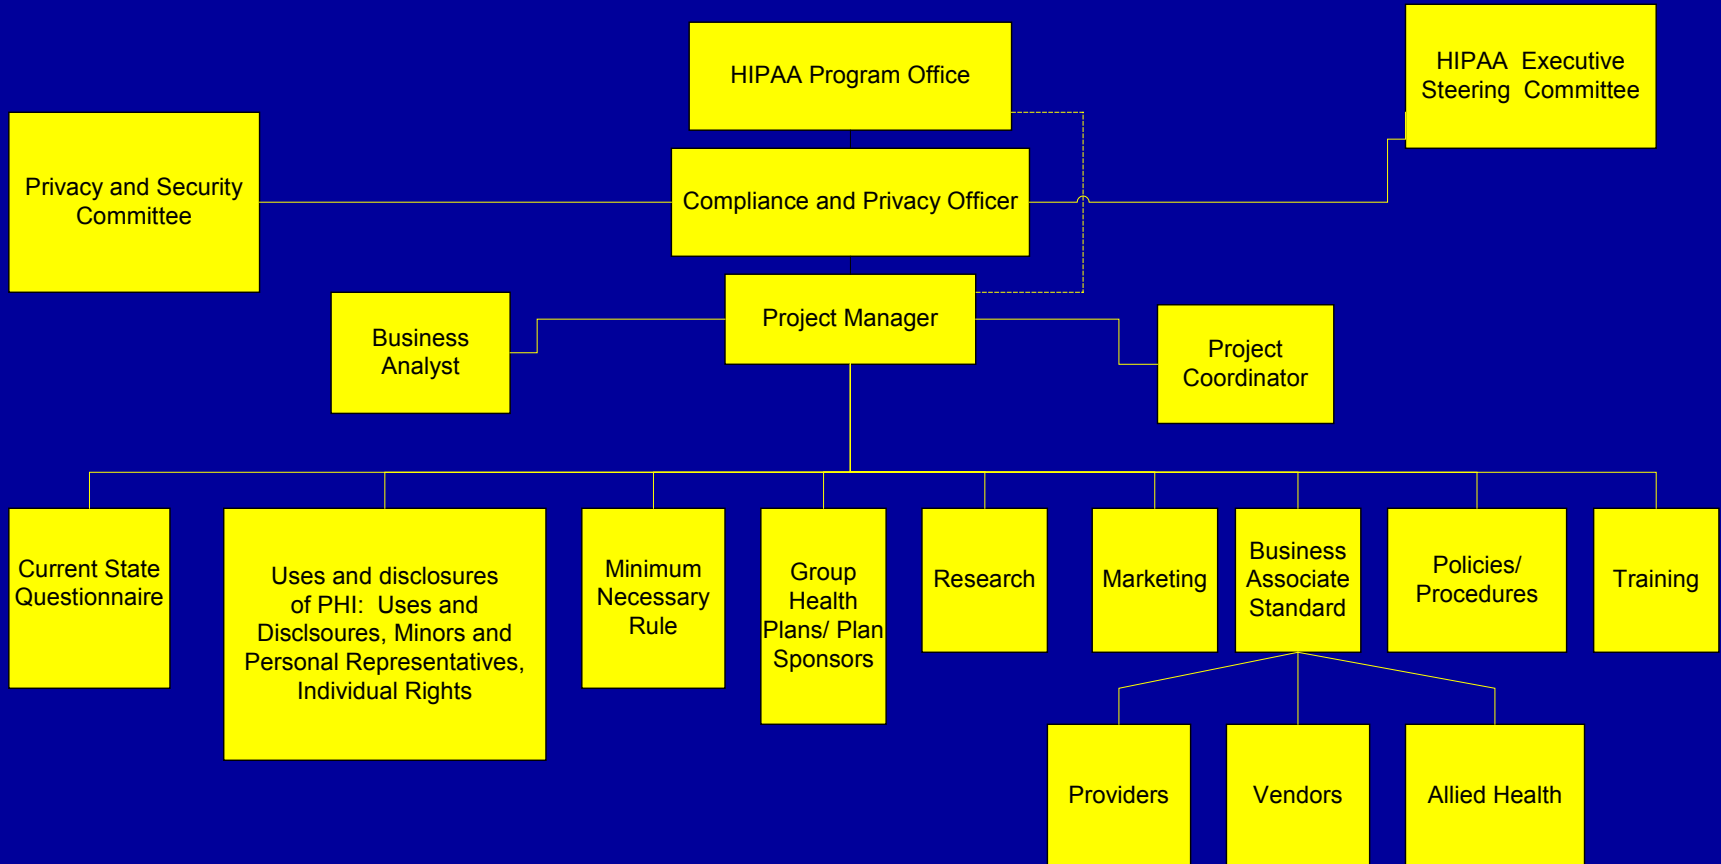 HIPAA Program Office
HIPAA Executive
Steering Committee
Privacy and Security
Committee
Compliance and Privacy Officer
Project Manager
Business
Analyst
Project
Coordinator
Current State
Questionnaire
Uses and disclosures
of PHI: Uses and
Disclsoures, Minors and
Personal Representatives,
Individual Rights
Minimum
Necessary
Rule
Group
Health
Plans/ Plan
Sponsors
Research
Marketing
Business
Associate
Standard
Policies/
Procedures
Training
Providers
Vendors
Allied Health